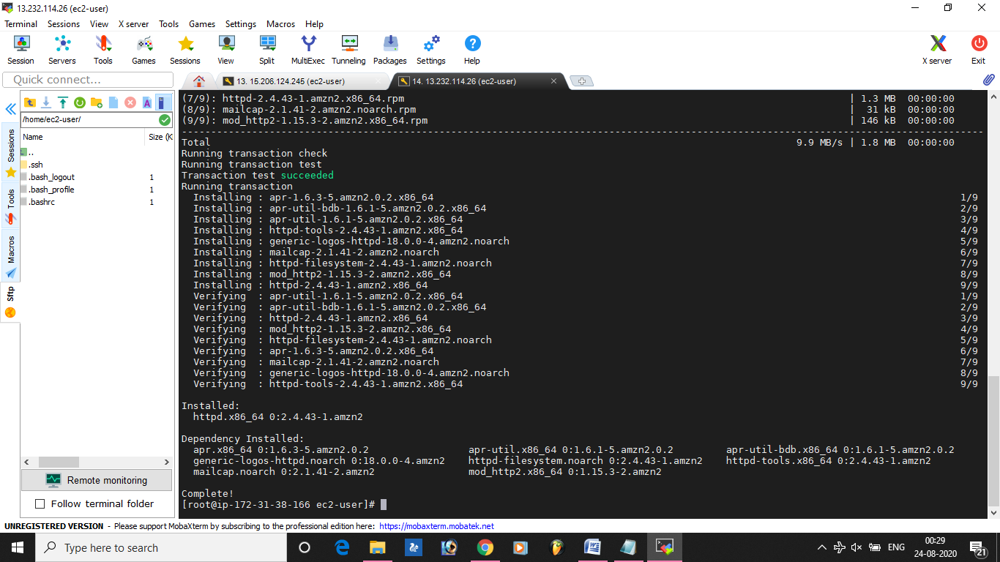 13.232.114.26 (ec2-user)
Terminal Sessions View X server Tools Games Settings Macros Help
Session Servers Tools Games Sessions View Split MultiExec Tunneling Packages Settings Help X server Exit
Quick connect...
13. 15.206.124.245 (ec2-user)
14. 13.232.114.26 (ec2-user)
/home/ec2-user/
Name Size (K
..
.ssh
.bash_logout 1
.bash_profile 1
.bashrc 1
Sessions
Tools
Macros
Sftp
Remote monitoring
Follow terminal folder
(7/9): httpd-2.4.43-1.amzn2.x86_64.rpm | 1.3 MB 00:00:00
(8/9): mailcap-2.1.41-2.amzn2.noarch.rpm | 31 kB 00:00:00
(9/9): mod_http2-1.15.3-2.amzn2.x86_64.rpm | 146 kB 00:00:00
--------------------------------------------------------------------------------
Total 9.9 MB/s | 1.8 MB 00:00:00
Running transaction check
Running transaction test
Transaction test succeeded
Running transaction
Installing : apr-1.6.3-5.amzn2.0.2.x86_64 1/9
Installing : apr-util-bdb-1.6.1-5.amzn2.0.2.x86_64 2/9
Installing : apr-util-1.6.1-5.amzn2.0.2.x86_64 3/9
Installing : httpd-tools-2.4.43-1.amzn2.x86_64 4/9
Installing : generic-logos-httpd-18.0.0-4.amzn2.noarch 5/9
Installing : mailcap-2.1.41-2.amzn2.noarch 6/9
Installing : httpd-filesystem-2.4.43-1.amzn2.noarch 7/9
Installing : mod_http2-1.15.3-2.amzn2.x86_64 8/9
Installing : httpd-2.4.43-1.amzn2.x86_64 9/9
Verifying : apr-util-1.6.1-5.amzn2.0.2.x86_64 1/9
Verifying : apr-util-bdb-1.6.1-5.amzn2.0.2.x86_64 2/9
Verifying : httpd-2.4.43-1.amzn2.x86_64 3/9
Verifying : mod_http2-1.15.3-2.amzn2.x86_64 4/9
Verifying : httpd-filesystem-2.4.43-1.amzn2.noarch 5/9
Verifying : apr-1.6.3-5.amzn2.0.2.x86_64 6/9
Verifying : mailcap-2.1.41-2.amzn2.noarch 7/9
Verifying : generic-logos-httpd-18.0.0-4.amzn2.noarch 8/9
Verifying : httpd-tools-2.4.43-1.amzn2.x86_64 9/9
Installed:
httpd.x86_64 0:2.4.43-1.amzn2
Dependency Installed:
apr.x86_64 0:1.6.3-5.amzn2.0.2 apr-util.x86_64 0:1.6.1-5.amzn2.0.2 apr-util-bdb.x86_64 0:1.6.1-5.amzn2.0.2
generic-logos-httpd.noarch 0:18.0.0-4.amzn2 httpd-filesystem.noarch 0:2.4.43-1.amzn2 httpd-tools.x86_64 0:2.4.43-1.amzn2
mailcap.noarch 0:2.1.41-2.amzn2 mod_http2.x86_64 0:1.15.3-2.amzn2
Complete!
[root@ip-172-31-38-166 ec2-user]#
UNREGISTERED VERSION - Please support MobaXterm by subscribing to the professional edition here: https://mobaxterm.mobatek.net
Type here to search
ENG
00:29
24-08-2020
21